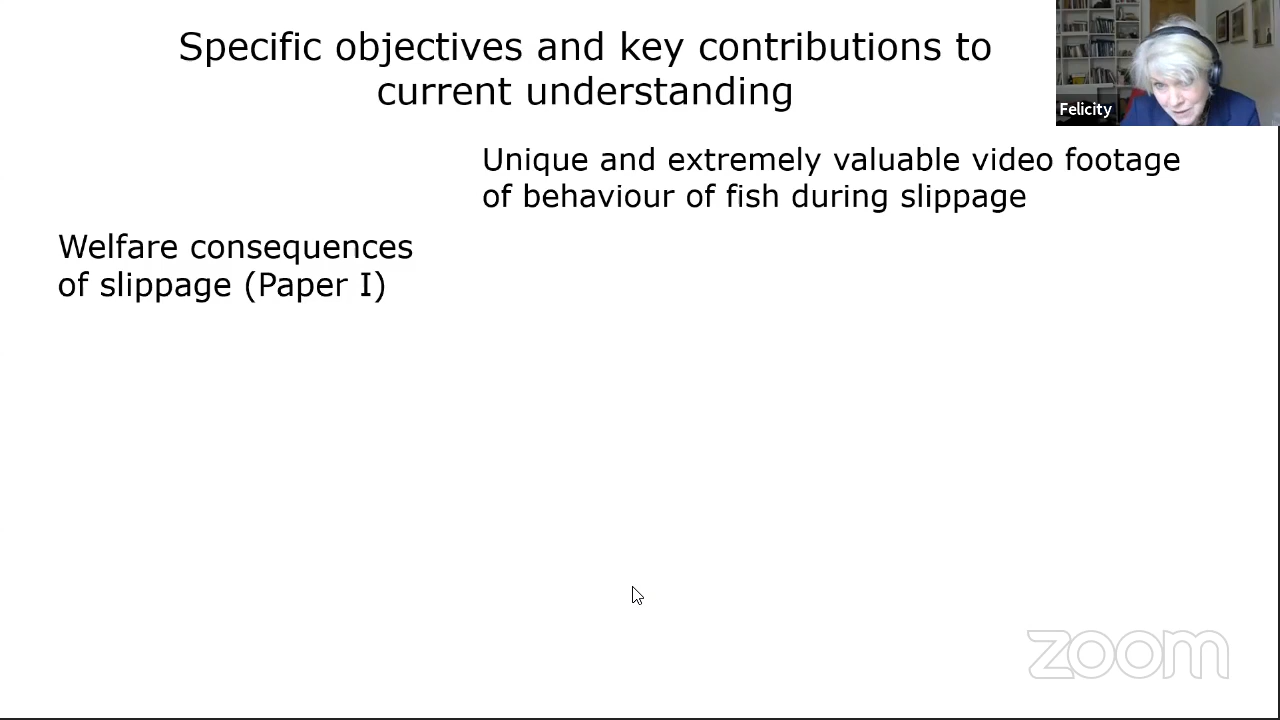 Specific objectives and key contributions to
current understanding
Felicity
Unique and extremely valuable video footage
of behaviour of fish during slippage
Welfare consequences
of slippage (Paper I)
zoom